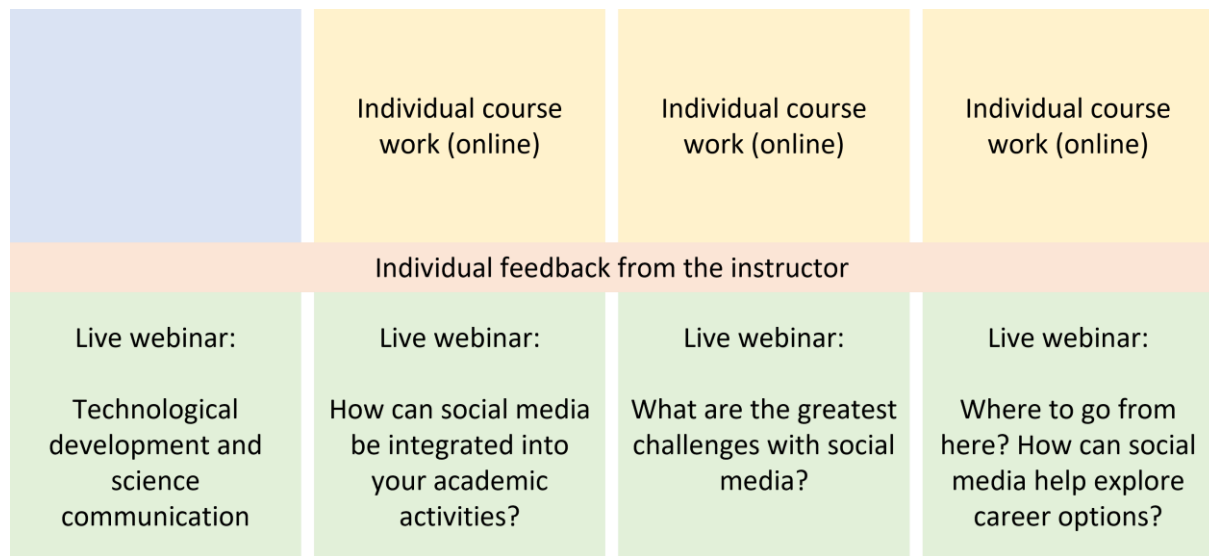 Individual course
work (online)
Individual course
work (online)
Individual course
work (online)
Individual feedback from the instructor
Live webinar:
Technological
development and
science
communication
Live webinar:
How can social media
be integrated into
your academic
activities?
Live webinar:
What are the greatest
challenges with social
media?
Live webinar:
Where to go from
here? How can social
media help explore
career options?